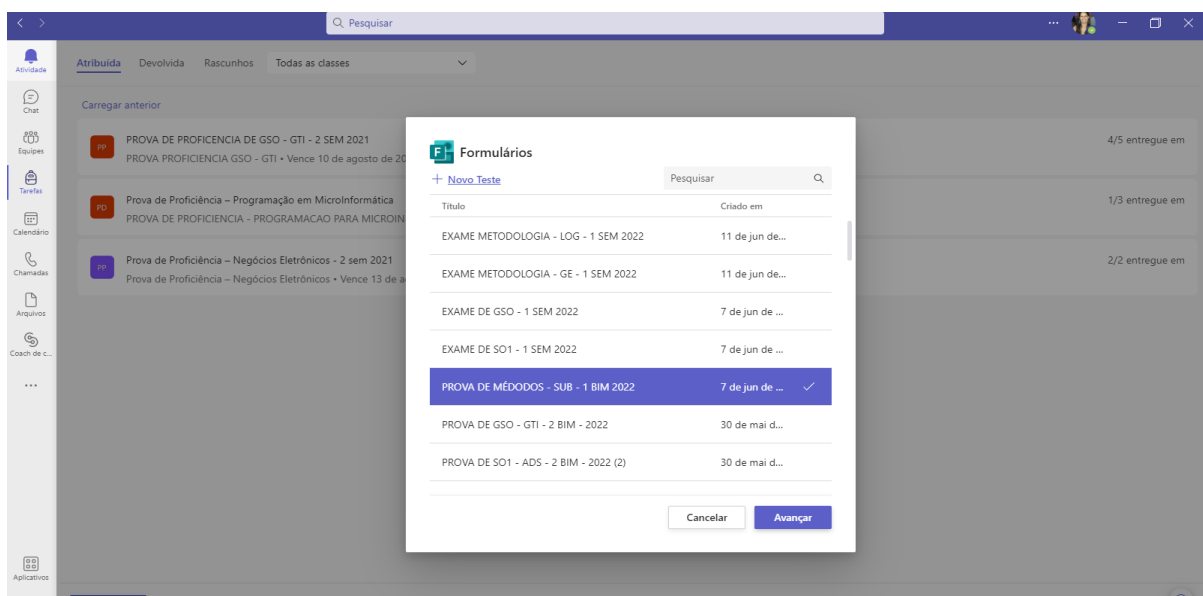 Pesquisar
Atividade
Chat
Equipes
Tarefas
Calendário
Chamadas
Arquivos
Coach de c...
Aplicativos
Atribuída Devolvida Rascunhos Todas as classes
Carregar anterior
PP PROVA DE PROFICENCIA DE GSO - GTI - 2 SEM 2021 4/5 entregue em
PROVA PROFICIENCIA GSO - GTI • Vence 10 de agosto de 20
PD Prova de Proficiência – Programação em MicroInformática 1/3 entregue em
PROVA DE PROFICIENCIA - PROGRAMACAO PARA MICROIN
PP Prova de Proficiência – Negócios Eletrônicos - 2 sem 2021 2/2 entregue em
Prova de Proficiência – Negócios Eletrônicos • Vence 13 de a
F Formulários
+ Novo Teste Pesquisar
Título Criado em
EXAME METODOLOGIA - LOG - 1 SEM 2022 11 de jun de...
EXAME METODOLOGIA - GE - 1 SEM 2022 11 de jun de...
EXAME DE GSO - 1 SEM 2022 7 de jun de ...
EXAME DE SO1 - 1 SEM 2022 7 de jun de ...
PROVA DE MÉDODOS - SUB - 1 BIM 2022 7 de jun de ...
PROVA DE GSO - GTI - 2 BIM - 2022 30 de mai d...
PROVA DE SO1 - ADS - 2 BIM - 2022 (2) 30 de mai d...
Cancelar Avançar